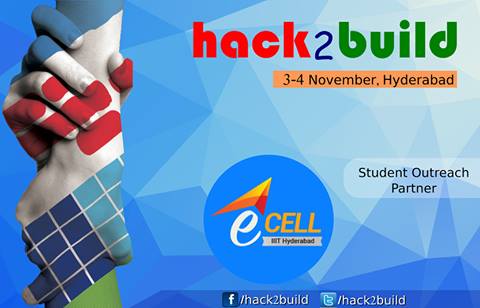 hack2build
3-4 November, Hyderabad
Student Outreach
Partner
e CELL
IIIT Hyderabad
/hack2build /hack2build